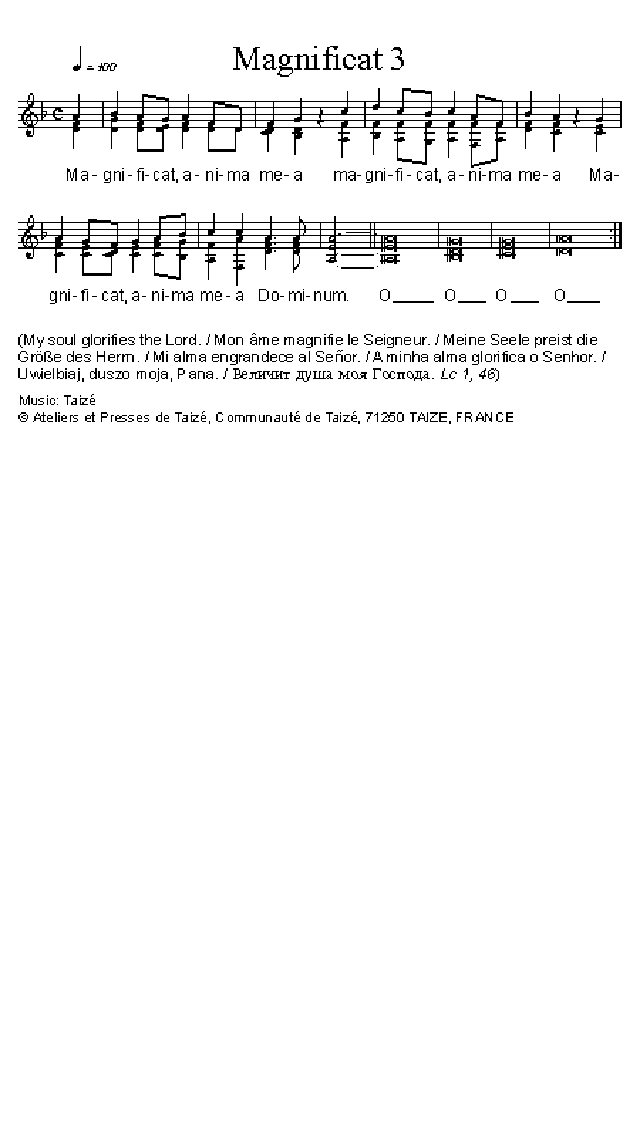 Magnificat 3
♩ = 100
Ma - gni - fi - cat, a - ni - ma me - a ma - gni - fi - cat, a - ni - ma me - a Ma-
gni - fi - cat, a - ni - ma me - a Do - mi - num. O____ O___ O___ O____
(My soul glorifies the Lord. / Mon âme magnifie le Seigneur. / Meine Seele preist die
Größe des Herrn. / Mi alma engrandece al Señor. / A minha alma glorifica o Senhor. /
Uwielbiaj, duszo moja, Pana. / Величит душа моя Господа. Lc 1, 46)
Music: Taizé
© Ateliers et Presses de Taizé, Communauté de Taizé, 71250 TAIZE, FRANCE